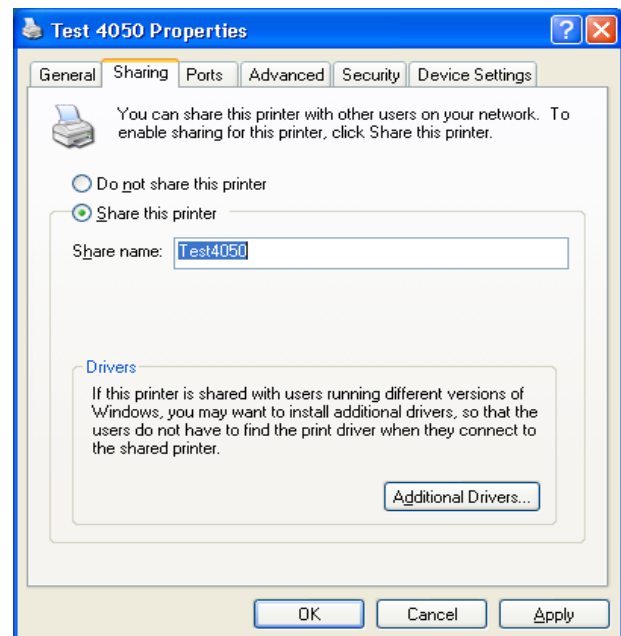 Test 4050 Properties
General Sharing Ports Advanced Security Device Settings
You can share this printer with other users on your network. To
enable sharing for this printer, click Share this printer.
Do not share this printer
Share this printer
Share name: Test4050
Drivers
If this printer is shared with users running different versions of
Windows, you may want to install additional drivers, so that the
users do not have to find the print driver when they connect to
the shared printer.
Additional Drivers...
OK Cancel Apply